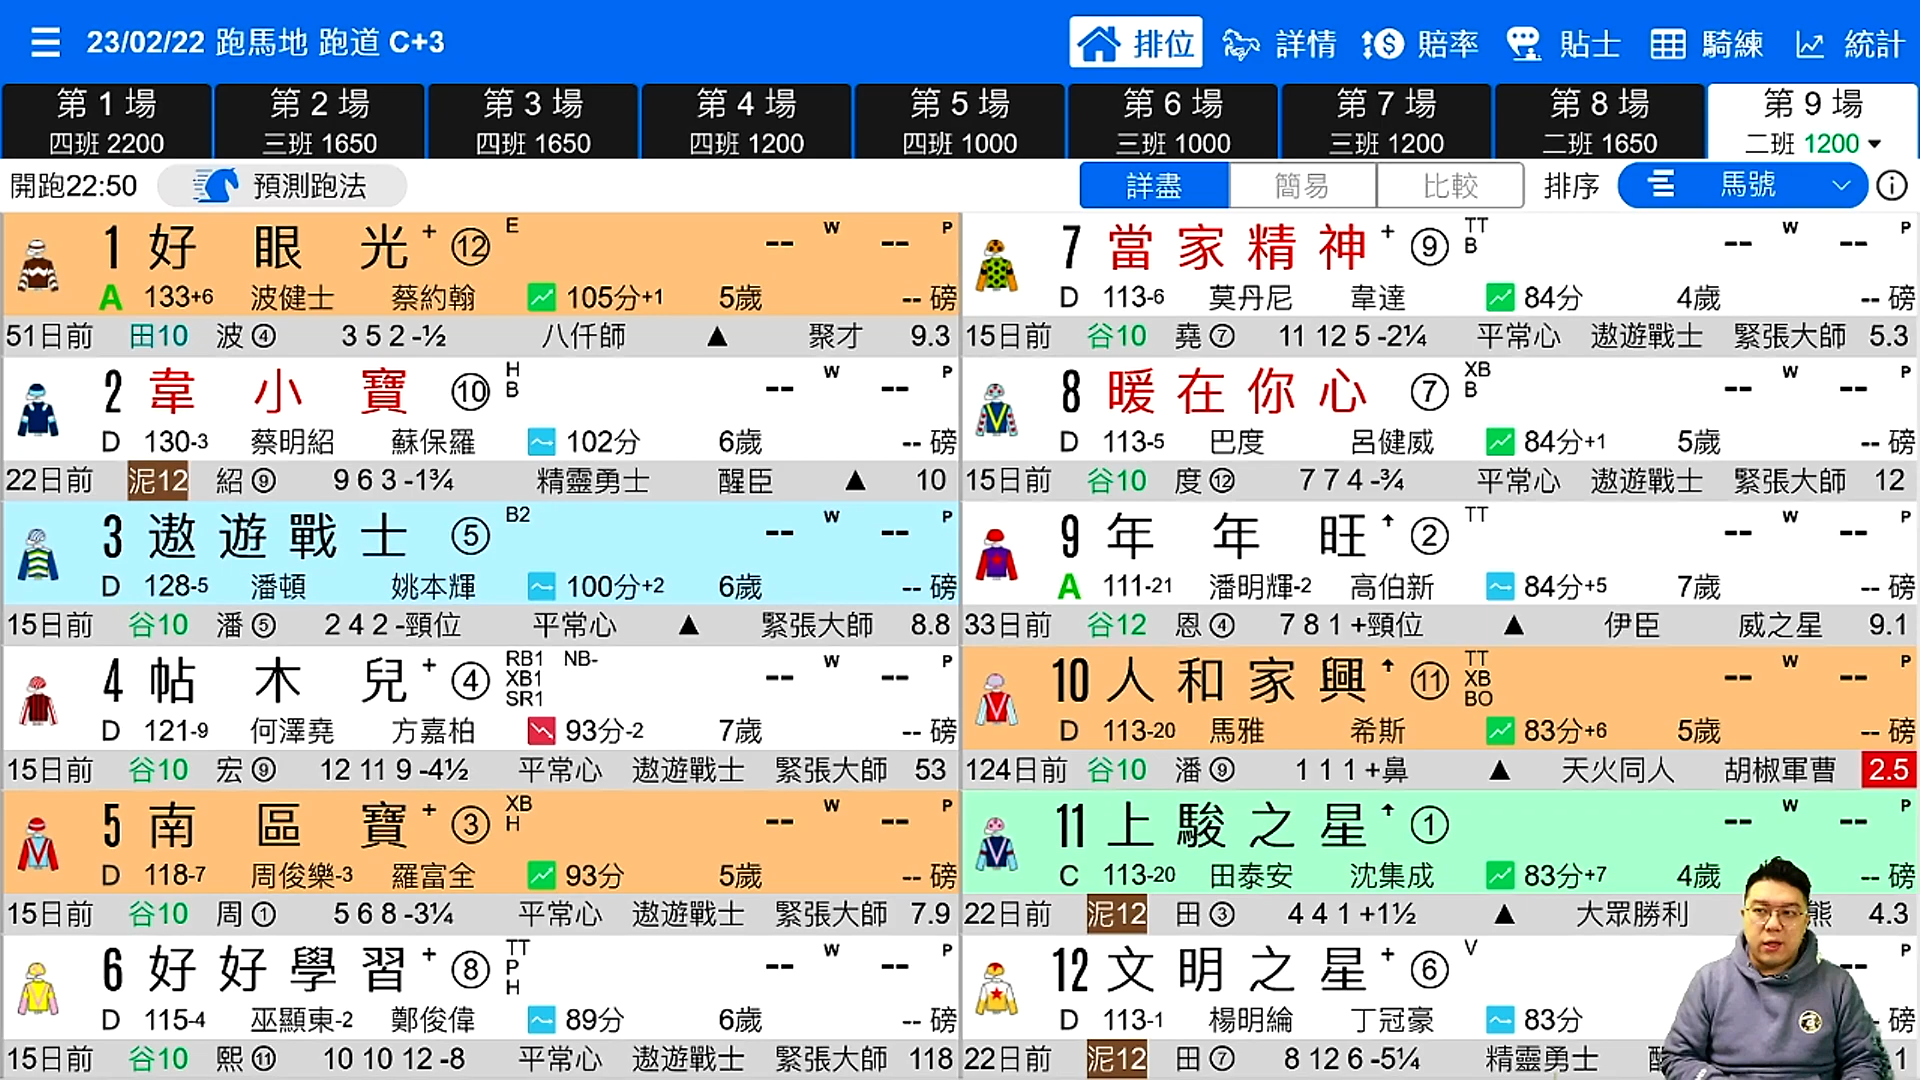 23/02/22 跑馬地 跑道 C+3
排位 詳情 賠率 貼士 騎練 統計
第 1 場 第 2 場 第 3 場 第 4 場 第 5 場 第 6 場 第 7 場 第 8 場 第 9 場
四班 2200 三班 1650 四班 1650 四班 1200 四班 1000 三班 1000 三班 1200 二班 1650 二班 1200
開跑22:50 預測跑法 詳盡 簡易 比較 排序 馬號
1 好眼光+ ⑫ E -- W -- P
A 133+6 波健士 蔡約翰 105分+1 5歲 -- 磅
51日前 田10 波④ 3 5 2 -½ 八仟師 ▲ 聚才 9.3
2 韋小寶 ⑩ H B -- W -- P
D 130-3 蔡明紹 蘇保羅 102分 6歲 -- 磅
22日前 泥12 紹⑨ 9 6 3 -1¾ 精靈勇士 醒臣 ▲ 10
3 遨遊戰士 ⑤ B2 -- W -- P
D 128-5 潘頓 姚本輝 100分+2 6歲 -- 磅
15日前 谷10 潘⑤ 2 4 2 -頸位 平常心 ▲ 緊張大師 8.8
4 帖木兒+ ④ RB1 NB- XB1 SR1 -- W -- P
D 121-9 何澤堯 方嘉柏 93分-2 7歲 -- 磅
15日前 谷10 宏⑨ 12 11 9 -4½ 平常心 遨遊戰士 緊張大師 53
5 南區寶+ ③ XB H -- W -- P
D 118-7 周俊樂-3 羅富全 93分 5歲 -- 磅
15日前 谷10 周① 5 6 8 -3¼ 平常心 遨遊戰士 緊張大師 7.9
6 好好學習+ ⑧ TT P H -- W -- P
D 115-4 巫顯東-2 鄭俊偉 89分 6歲 -- 磅
15日前 谷10 熙⑪ 10 10 12 -8 平常心 遨遊戰士 緊張大師 118
7 當家精神+ ⑨ TT B -- W -- P
D 113-6 莫丹尼 韋達 84分 4歲 -- 磅
15日前 谷10 堯⑦ 11 12 5 -2¼ 平常心 遨遊戰士 緊張大師 5.3
8 暖在你心 ⑦ XB B -- W -- P
D 113-5 巴度 呂健威 84分+1 5歲 -- 磅
15日前 谷10 度⑫ 7 7 4 -¾ 平常心 遨遊戰士 緊張大師 12
9 年年旺↑ ② TT -- W -- P
A 111-21 潘明輝-2 高伯新 84分+5 7歲 -- 磅
33日前 谷12 恩④ 7 8 1 +頸位 ▲ 伊臣 威之星 9.1
10 人和家興↑ ⑪ TT XB BO -- W -- P
D 113-20 馬雅 希斯 83分+6 5歲 -- 磅
124日前 谷10 潘⑨ 1 1 1 +鼻 ▲ 天火同人 胡椒軍曹 2.5
11 上駿之星↑ ① -- W -- P
C 113-20 田泰安 沈集成 83分+7 4歲 -- 磅
22日前 泥12 田③ 4 4 1 +1½ ▲ 大眾勝利 熊 4.3
12 文明之星+ ⑥ V W -- P
D 113-1 楊明綸 丁冠豪 83分 磅
22日前 泥12 田⑦ 8 12 6 -5¼ 精靈勇士 1